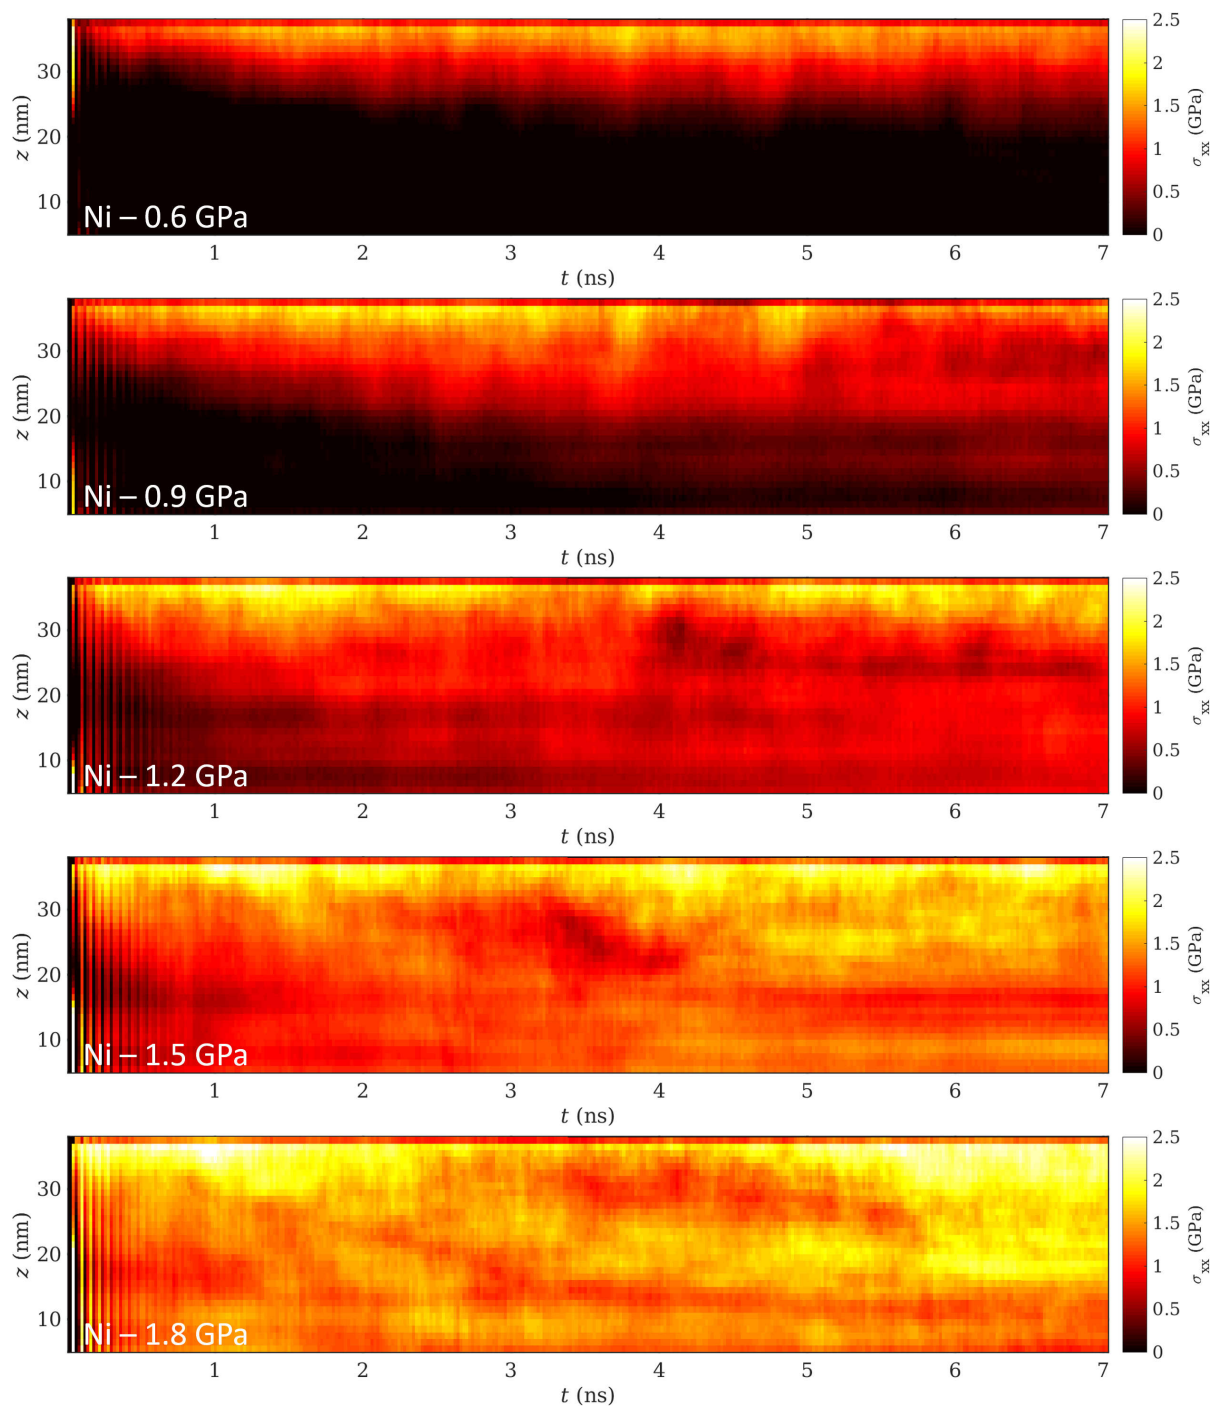 2.5
2
1.5
1
0.5
0
σxx (GPa)
30
20
10
z (nm)
Ni – 0.6 GPa
1 2 3 4 5 6 7
t (ns)
2.5
2
1.5
1
0.5
0
σxx (GPa)
30
20
10
z (nm)
Ni – 0.9 GPa
1 2 3 4 5 6 7
t (ns)
2.5
2
1.5
1
0.5
0
σxx (GPa)
30
20
10
z (nm)
Ni – 1.2 GPa
1 2 3 4 5 6 7
t (ns)
2.5
2
1.5
1
0.5
0
σxx (GPa)
30
20
10
z (nm)
Ni – 1.5 GPa
1 2 3 4 5 6 7
t (ns)
2.5
2
1.5
1
0.5
0
σxx (GPa)
30
20
10
z (nm)
Ni – 1.8 GPa
1 2 3 4 5 6 7
t (ns)